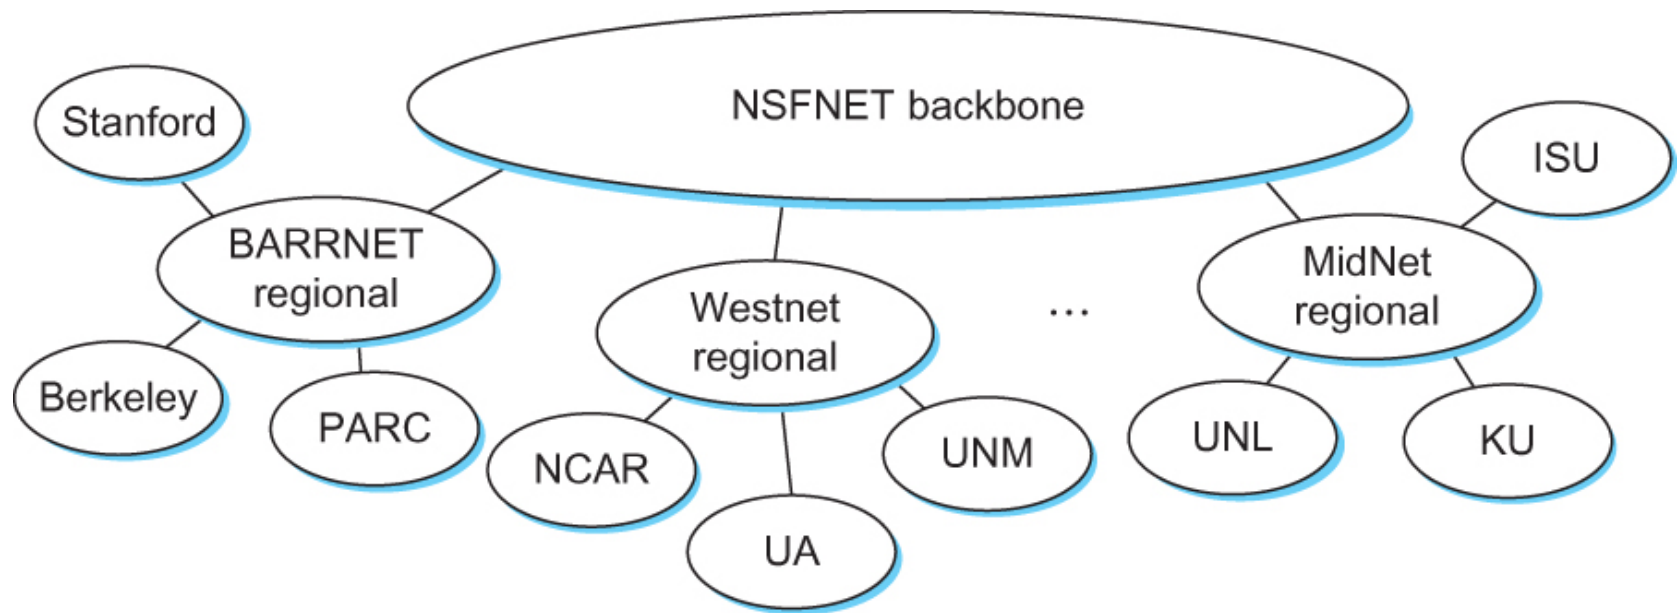 NSFNET backbone
Stanford
ISU
BARRNET
regional
MidNet
regional
Westnet
regional
...
Berkeley
PARC
NCAR
UA
UNM
UNL
KU